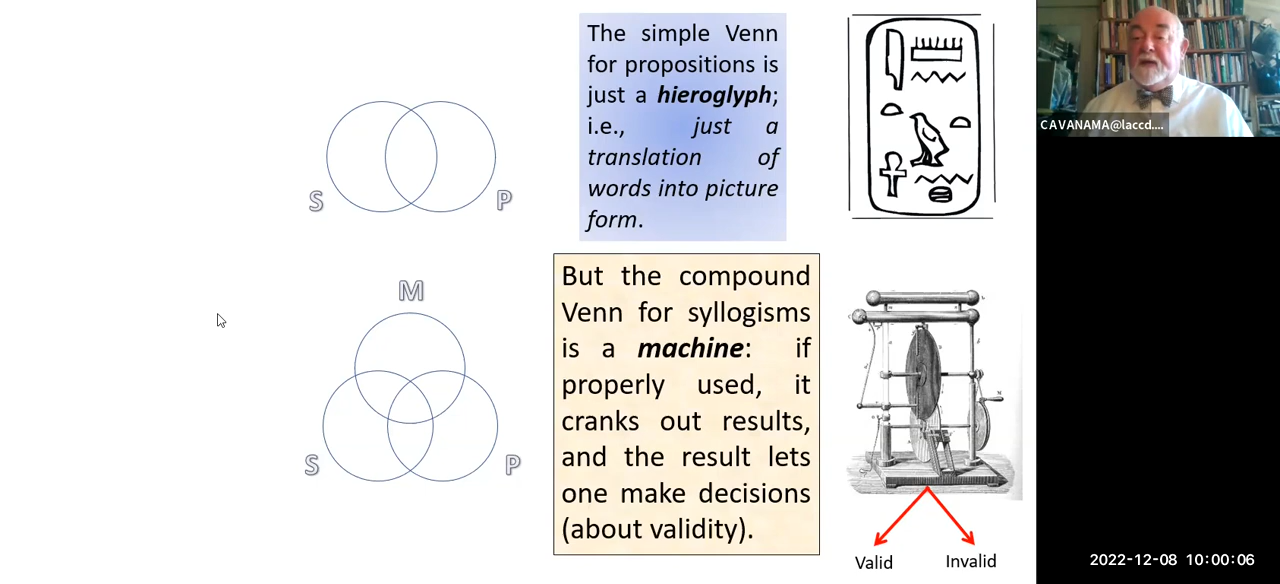 The simple Venn
for propositions is
just a hieroglyph;
i.e., just a
translation of
words into picture
form.
S
P
But the compound
Venn for syllogisms
is a machine: if
properly used, it
cranks out results,
and the result lets
one make decisions
(about validity).
M
S
P
Valid
Invalid
CAVANAMA@laccd....
2022-12-08 10:00:06